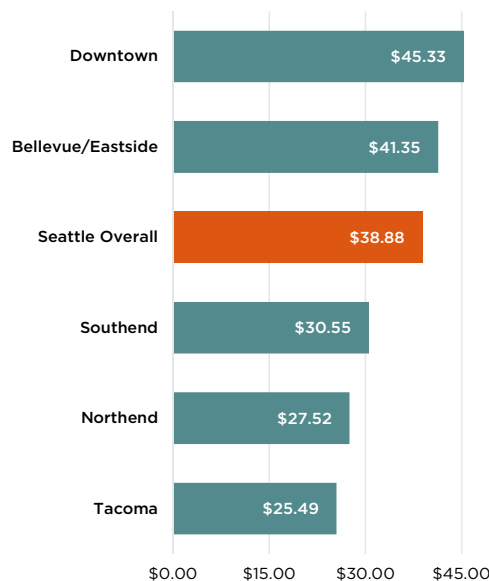 Downtown $45.33
Bellevue/Eastside $41.35
Seattle Overall $38.88
Southend $30.55
Northend $27.52
Tacoma $25.49
$0.00 $15.00 $30.00 $45.00